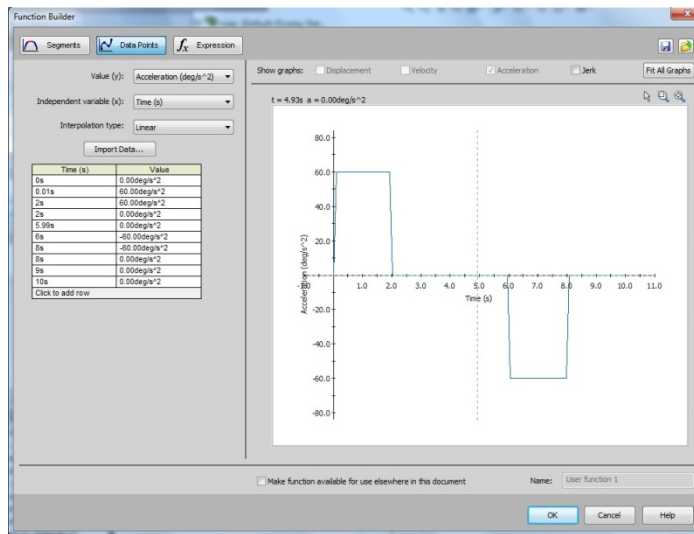 Function Builder
Segments Data Points fx Expression
Value (y): Acceleration (deg/s^2)
Independent variable (x): Time (s)
Interpolation type: Linear
Import Data...
Time (s) Value
0s 0.00deg/s^2
0.01s 60.00deg/s^2
2s 60.00deg/s^2
2s 0.00deg/s^2
5.99s 0.00deg/s^2
6s -60.00deg/s^2
8s -60.00deg/s^2
8s 0.00deg/s^2
9s 0.00deg/s^2
10s 0.00deg/s^2
Click to add row
Show graphs: Displacement Velocity Acceleration Jerk Fit All Graphs
t = 4.93s a = 0.00deg/s^2
80.0
60.0
40.0
20.0
1.0 2.0 3.0 4.0 5.0 6.0 7.0 8.0 9.0 10.0 11.0
Time (s)
Acceleration (deg/s^2)
-20.0
-40.0
-60.0
-80.0
Make function available for use elsewhere in this document Name: User function 1
OK Cancel Help